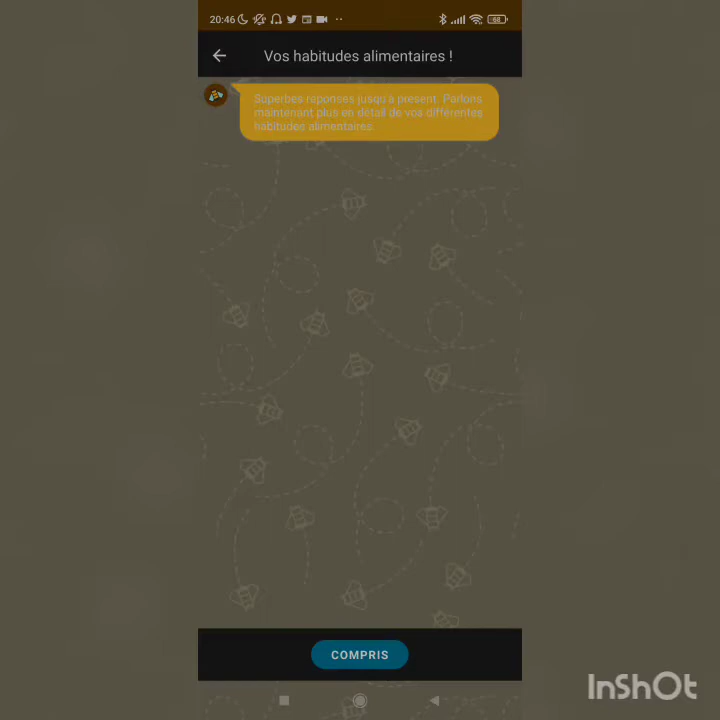 20:46
68
Vos habitudes alimentaires !
Superbes réponses jusqu'à présent. Parlons
maintenant plus en détail de vos différentes
habitudes alimentaires.
COMPRIS
InShOt